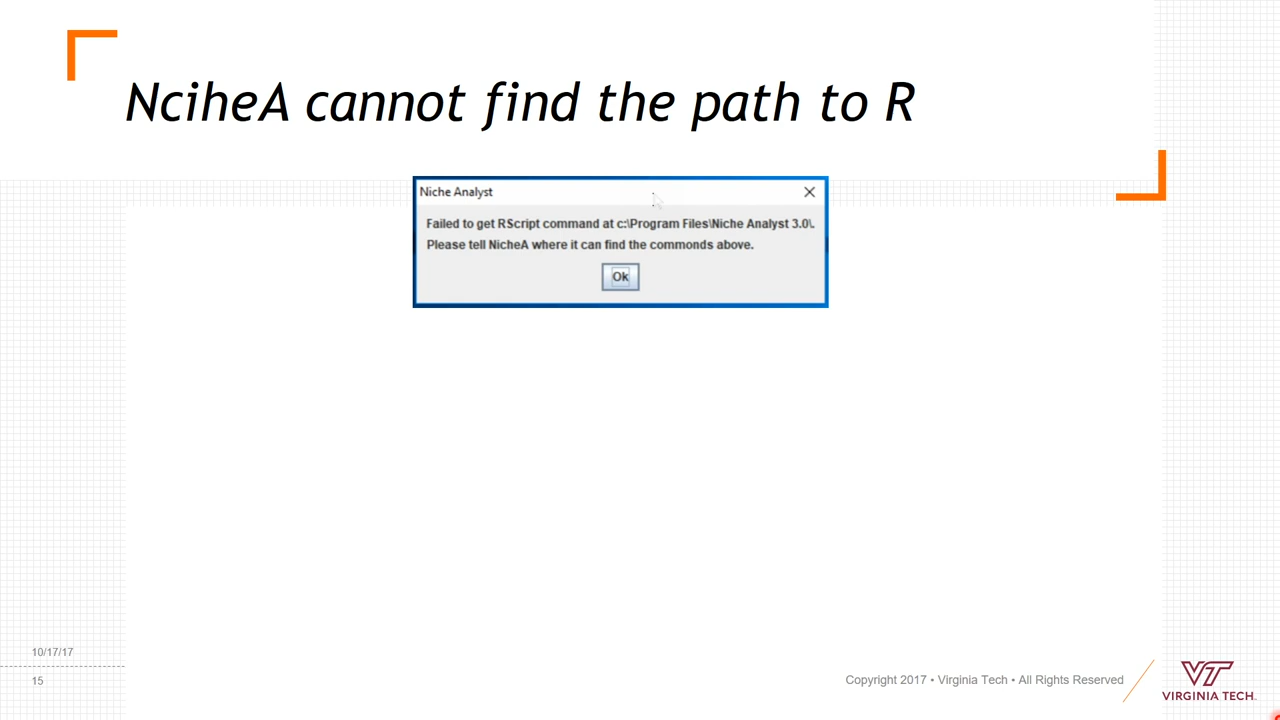 NciheA cannot find the path to R
Niche Analyst
Failed to get RScript command at c:\Program Files\Niche Analyst 3.0\.
Please tell NicheA where it can find the commonds above.
Ok
10/17/17
15
Copyright 2017 • Virginia Tech • All Rights Reserved
VT
VIRGINIA TECH.